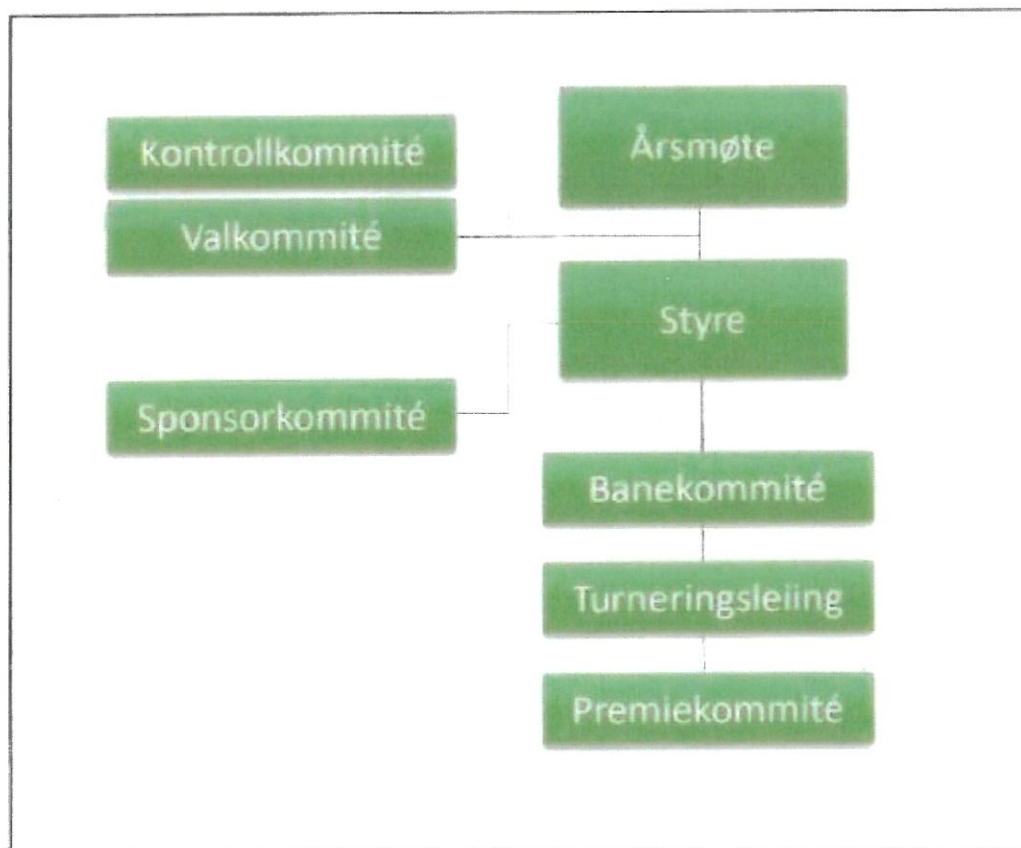 Kontrollkommité
Årsmøte
Valkommité
Styre
Sponsorkommité
Banekommité
Turneringsleiing
Premiekommité